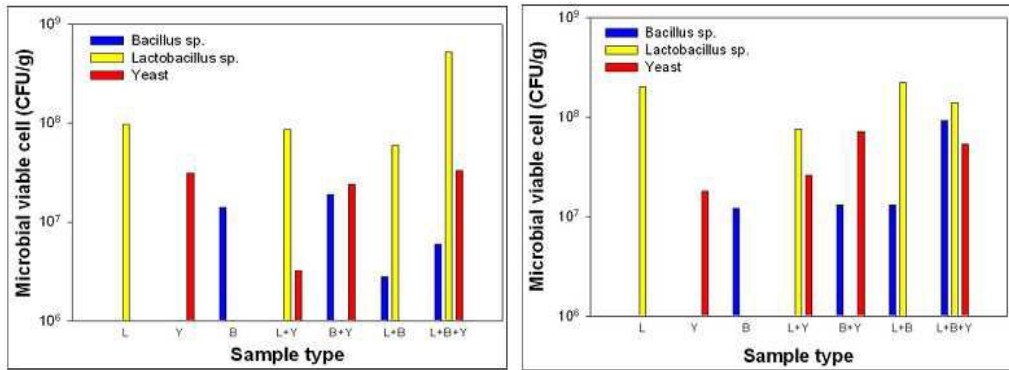 10⁹
Bacillus sp.
Lactobacillus sp.
Yeast
10⁸
10⁷
10⁶
Microbial viable cell (CFU/g)
L Y B L+Y B+Y L+B L+B+Y
Sample type
10⁹
Bacillus sp.
Lactobacillus sp.
Yeast
10⁸
10⁷
10⁶
Microbial viable cell (CFU/g)
L Y B L+Y B+Y L+B L+B+Y
Sample type